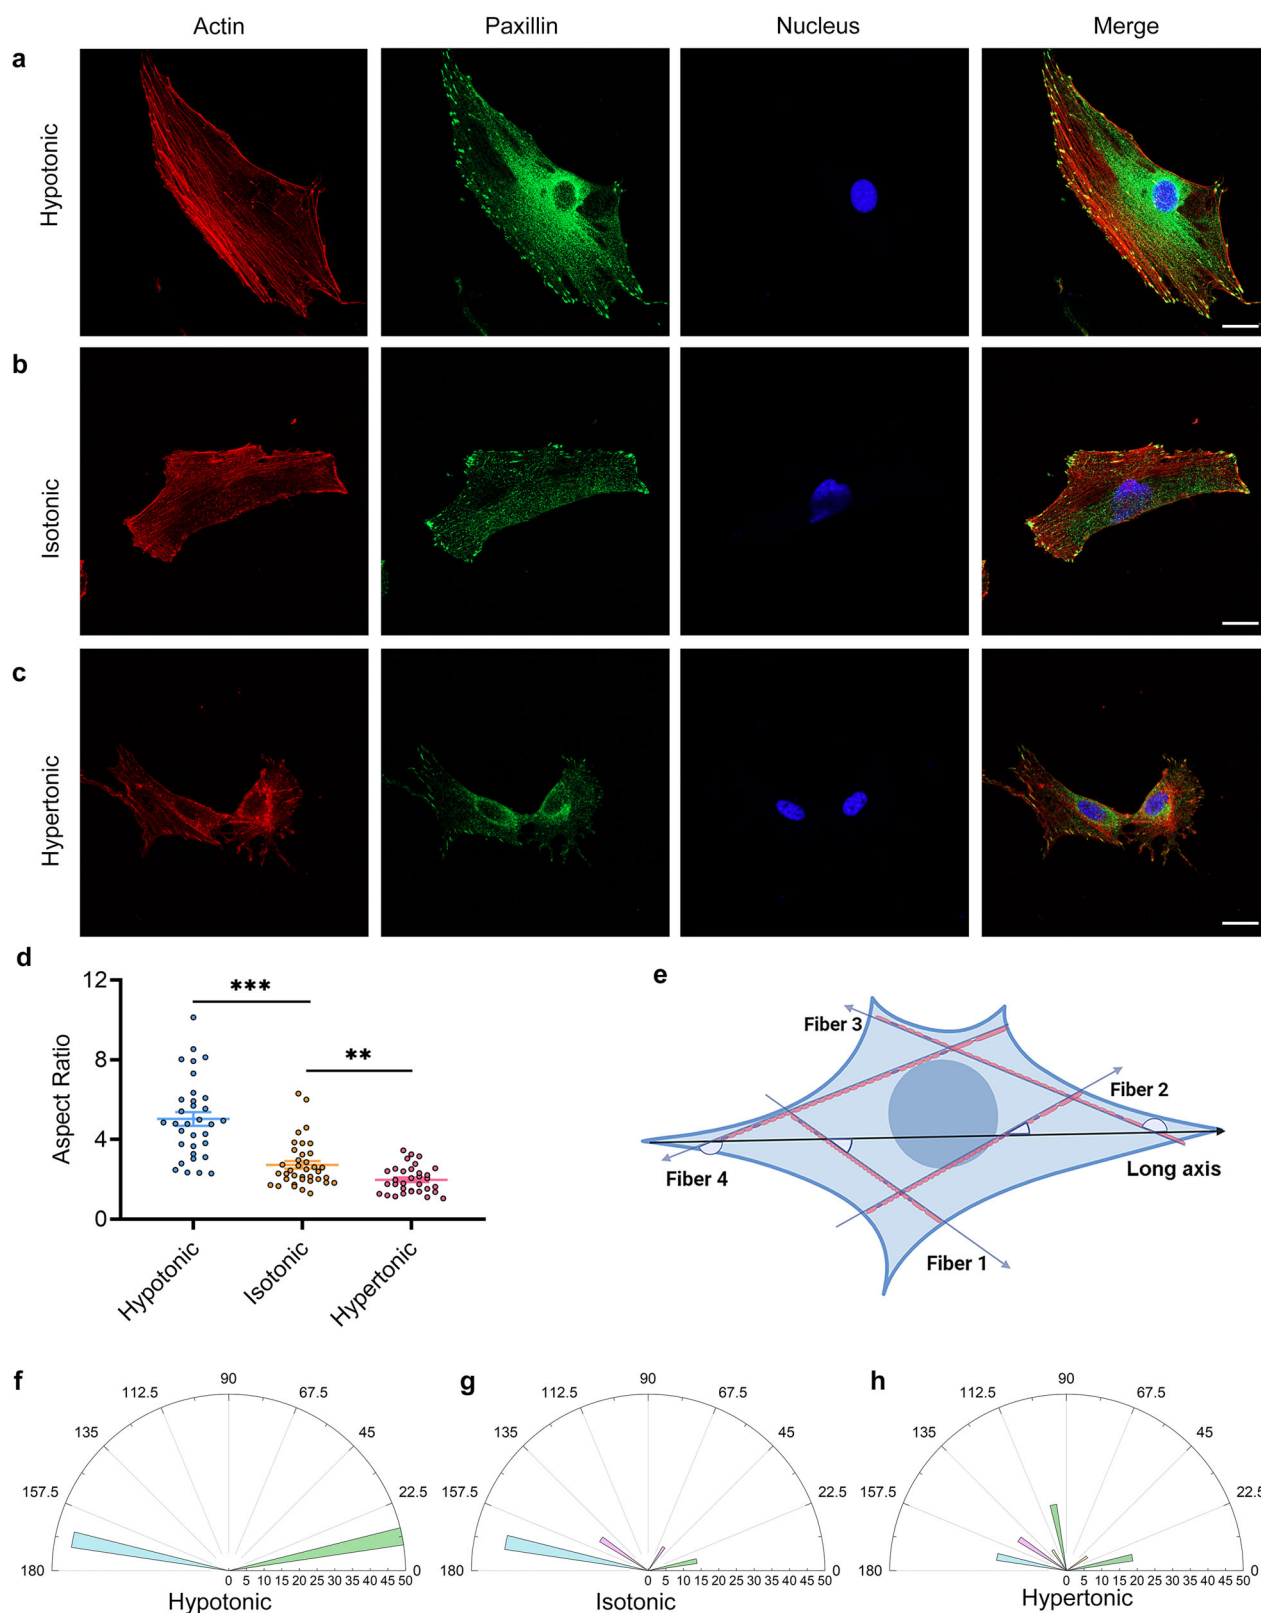 Actin Paxillin Nucleus Merge
a
Hypotonic
b
Isotonic
c
Hypertonic
d
12
8
4
0
Aspect Ratio
***
**
Hypotonic
Isotonic
Hypertonic
e
Fiber 3
Fiber 2
Fiber 4
Long axis
Fiber 1
f
90
112.5 67.5
135 45
157.5 22.5
180 0
0 5 10 15 20 25 30 35 40 45 50
Hypotonic
g
90
112.5 67.5
135 45
157.5 22.5
180 0
0 5 10 15 20 25 30 35 40 45 50
Isotonic
h
90
112.5 67.5
135 45
157.5 22.5
180 0
0 5 10 15 20 25 30 35 40 45 50
Hypertonic